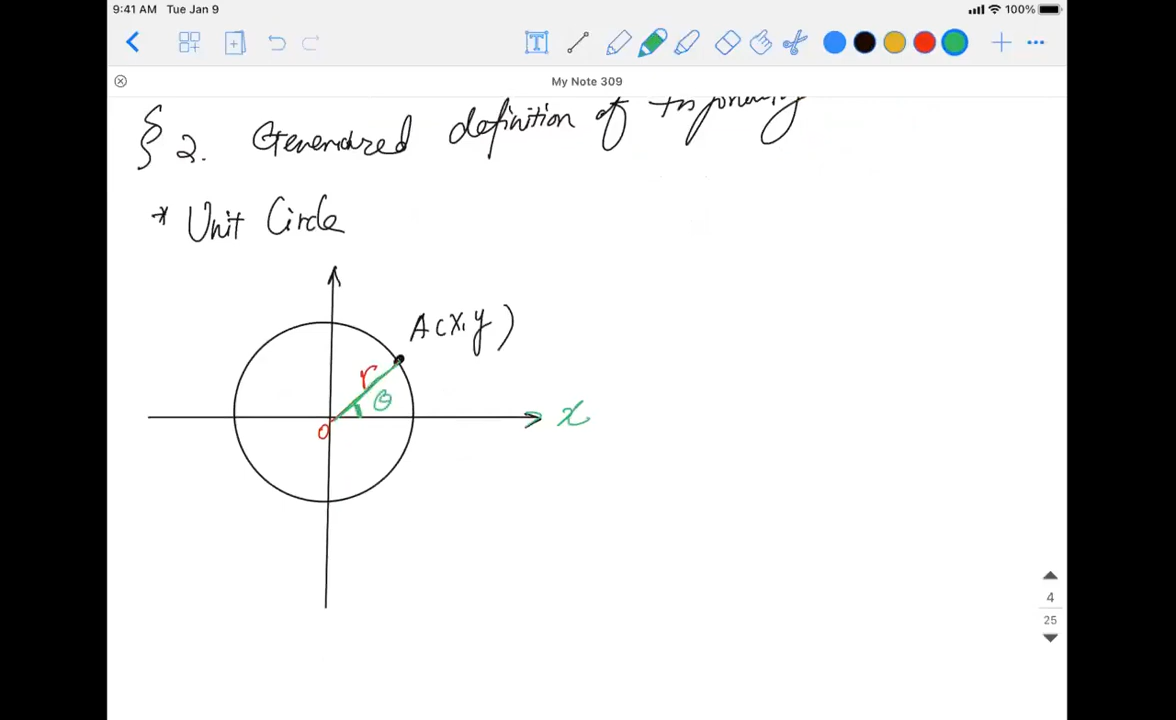 9:41 AM Tue Jan 9
100%
T
My Note 309
§ 2. Generalized definition of
* Unit Circle
A(x,y)
r
θ
O
x
4
25